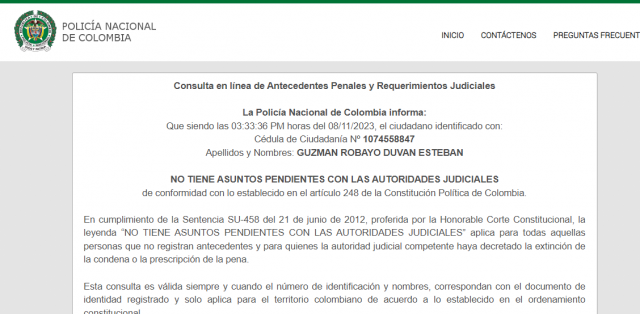 POLICÍA NACIONAL
DE COLOMBIA
INICIO CONTÁCTENOS PREGUNTAS FRECUENT
Consulta en línea de Antecedentes Penales y Requerimientos Judiciales
La Policía Nacional de Colombia informa:
Que siendo las 03:33:36 PM horas del 08/11/2023, el ciudadano identificado con:
Cédula de Ciudadanía Nº 1074558847
Apellidos y Nombres: GUZMAN ROBAYO DUVAN ESTEBAN
NO TIENE ASUNTOS PENDIENTES CON LAS AUTORIDADES JUDICIALES
de conformidad con lo establecido en el artículo 248 de la Constitución Política de Colombia.
En cumplimiento de la Sentencia SU-458 del 21 de junio de 2012, proferida por la Honorable Corte Constitucional, la
leyenda “NO TIENE ASUNTOS PENDIENTES CON LAS AUTORIDADES JUDICIALES” aplica para todas aquellas
personas que no registran antecedentes y para quienes la autoridad judicial competente haya decretado la extinción de
la condena o la prescripción de la pena.
Esta consulta es válida siempre y cuando el número de identificación y nombres, correspondan con el documento de
identidad registrado y solo aplica para el territorio colombiano de acuerdo a lo establecido en el ordenamiento
constitucional.